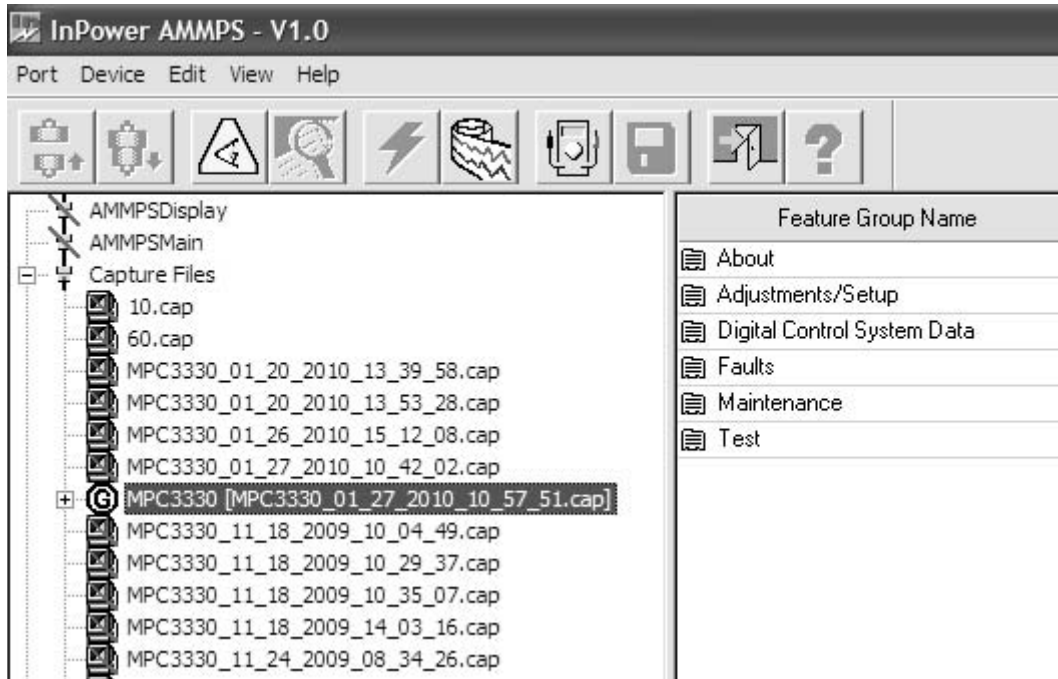 InPower AMMPS - V1.0
Port Device Edit View Help
AMMPSDisplay
AMMPSMain
Capture Files
10.cap
60.cap
MPC3330_01_20_2010_13_39_58.cap
MPC3330_01_20_2010_13_53_28.cap
MPC3330_01_26_2010_15_12_08.cap
MPC3330_01_27_2010_10_42_02.cap
G MPC3330 [MPC3330_01_27_2010_10_57_51.cap]
MPC3330_11_18_2009_10_04_49.cap
MPC3330_11_18_2009_10_29_37.cap
MPC3330_11_18_2009_10_35_07.cap
MPC3330_11_18_2009_14_03_16.cap
MPC3330_11_24_2009_08_34_26.cap
Feature Group Name
About
Adjustments/Setup
Digital Control System Data
Faults
Maintenance
Test